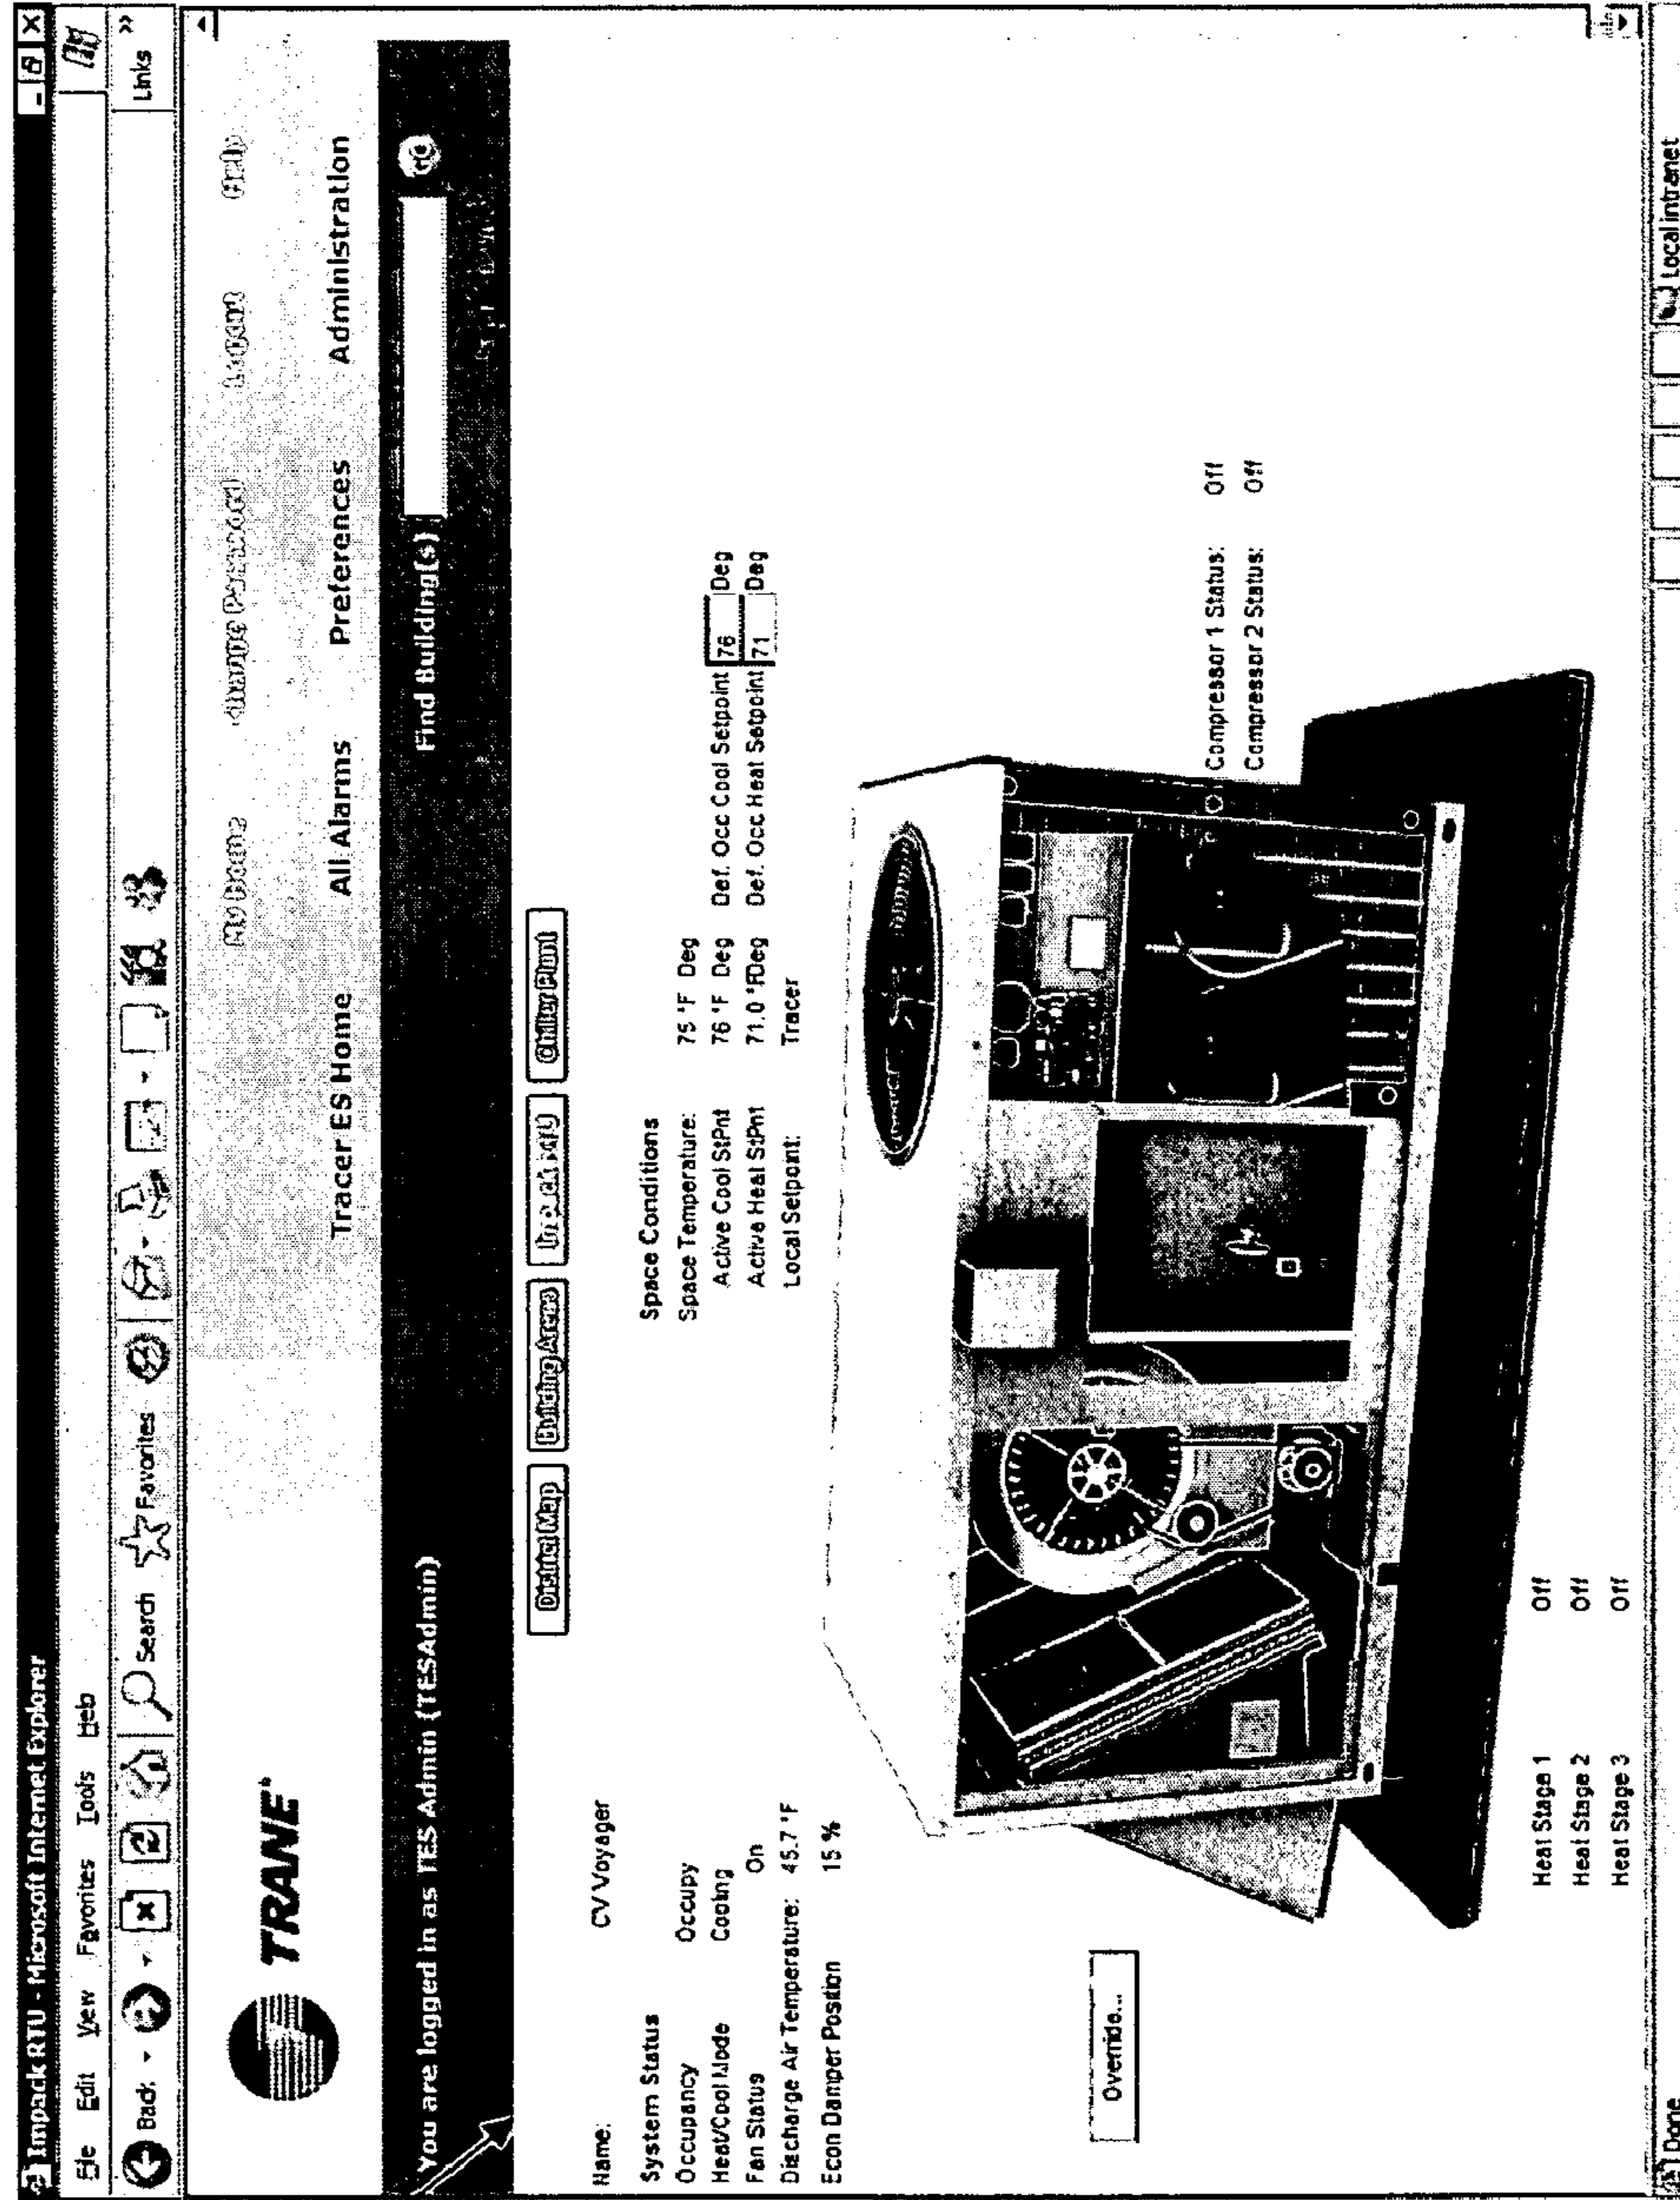 Impack RTU - Microsoft Internet Explorer
File Edit View Favorites Tools Help
Back Search Favorites
Links
TRANE
My Home Change Password Logout Help
Tracer ES Home All Alarms Preferences Administration
You are logged in as TES Admin (TESAdmin) Find Building(s) GO
District Map Building Areas Impack RTU Chiller Plant
Name: CV Voyager
System Status Space Conditions
Occupancy Occupy Space Temperature: 75 °F Deg
Heat/Cool Mode Cooling Active Cool StPnt 76 °F Deg Def. Occ Cool Setpoint 76 Deg
Fan Status On Active Heat StPnt 71.0 °FDeg Def. Occ Heat Setpoint 71 Deg
Discharge Air Temperature: 45.7 °F Local Setpoint: Tracer
Econ Damper Position 15 %
Override...
Compressor 1 Status: Off
Compressor 2 Status: Off
Heat Stage 1 Off
Heat Stage 2 Off
Heat Stage 3 Off
Done Local intranet